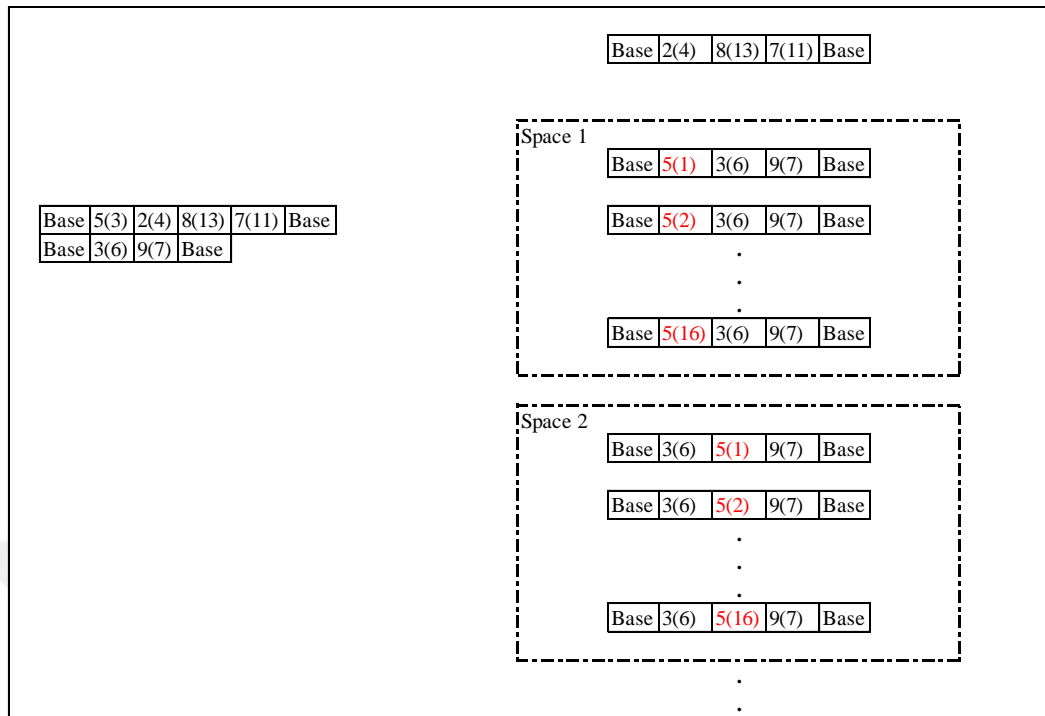 Base 2(4) 8(13) 7(11) Base
Space 1
Base 5(1) 3(6) 9(7) Base
Base 5(3) 2(4) 8(13) 7(11) Base
Base 3(6) 9(7) Base
Base 5(2) 3(6) 9(7) Base
.
.
.
Base 5(16) 3(6) 9(7) Base
Space 2
Base 3(6) 5(1) 9(7) Base
Base 3(6) 5(2) 9(7) Base
.
.
.
Base 3(6) 5(16) 9(7) Base
.
.